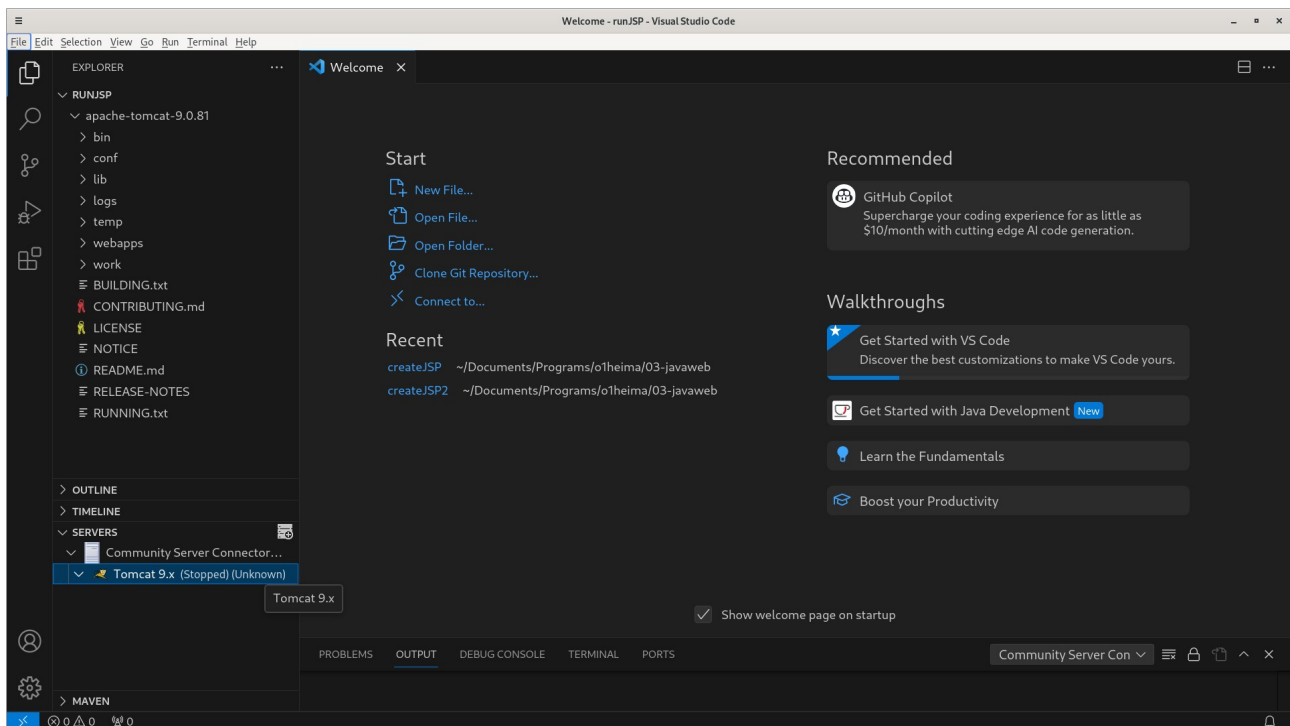 Welcome - runJSP - Visual Studio Code
File Edit Selection View Go Run Terminal Help
EXPLORER
Welcome
RUNJSP
apache-tomcat-9.0.81
bin
conf
lib
logs
temp
webapps
work
BUILDING.txt
CONTRIBUTING.md
LICENSE
NOTICE
README.md
RELEASE-NOTES
RUNNING.txt
OUTLINE
TIMELINE
SERVERS
Community Server Connector...
Tomcat 9.x (Stopped) (Unknown)
Tomcat 9.x
MAVEN
Start
New File...
Open File...
Open Folder...
Clone Git Repository...
Connect to...
Recent
createJSP ~/Documents/Programs/o1heima/03-javaweb
createJSP2 ~/Documents/Programs/o1heima/03-javaweb
Recommended
GitHub Copilot
Supercharge your coding experience for as little as
$10/month with cutting edge AI code generation.
Walkthroughs
Get Started with VS Code
Discover the best customizations to make VS Code yours.
Get Started with Java Development New
Learn the Fundamentals
Boost your Productivity
Show welcome page on startup
PROBLEMS OUTPUT DEBUG CONSOLE TERMINAL PORTS
Community Server Con
0 0 0